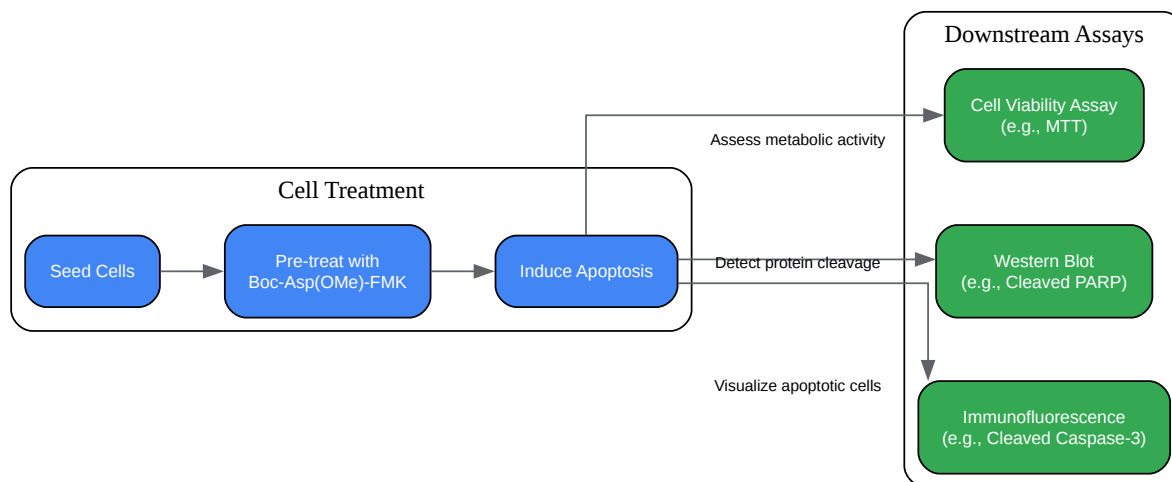 Cell Treatment
Seed Cells
Pre-treat with
Boc-Asp(OMe)-FMK
Induce Apoptosis
Assess metabolic activity
Detect protein cleavage
Visualize apoptotic cells
Downstream Assays
Cell Viability Assay
(e.g., MTT)
Western Blot
(e.g., Cleaved PARP)
Immunofluorescence
(e.g., Cleaved Caspase-3)